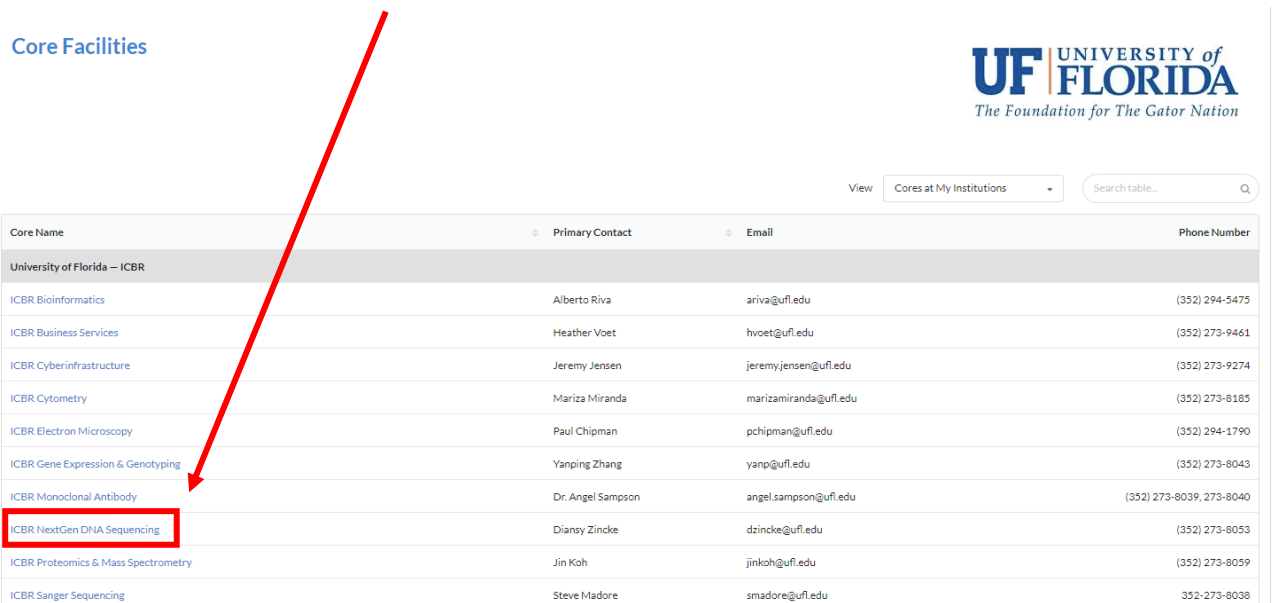 Core Facilities
UF UNIVERSITY of FLORIDA
The Foundation for The Gator Nation
View Cores at My Institutions Search table...
Core Name Primary Contact Email Phone Number
University of Florida — ICBR
ICBR Bioinformatics Alberto Riva ariva@ufl.edu (352) 294-5475
ICBR Business Services Heather Voet hvoet@ufl.edu (352) 273-9461
ICBR Cyberinfrastructure Jeremy Jensen jeremy.jensen@ufl.edu (352) 273-9274
ICBR Cytometry Mariza Miranda marizamiranda@ufl.edu (352) 273-8185
ICBR Electron Microscopy Paul Chipman pchipman@ufl.edu (352) 294-1790
ICBR Gene Expression & Genotyping Yanping Zhang yanp@ufl.edu (352) 273-8043
ICBR Monoclonal Antibody Dr. Angel Sampson angel.sampson@ufl.edu (352) 273-8039, 273-8040
ICBR NextGen DNA Sequencing Diansy Zincke dzincke@ufl.edu (352) 273-8053
ICBR Proteomics & Mass Spectrometry Jin Koh jinkoh@ufl.edu (352) 273-8059
ICBR Sanger Sequencing Steve Madore smadore@ufl.edu 352-273-8038